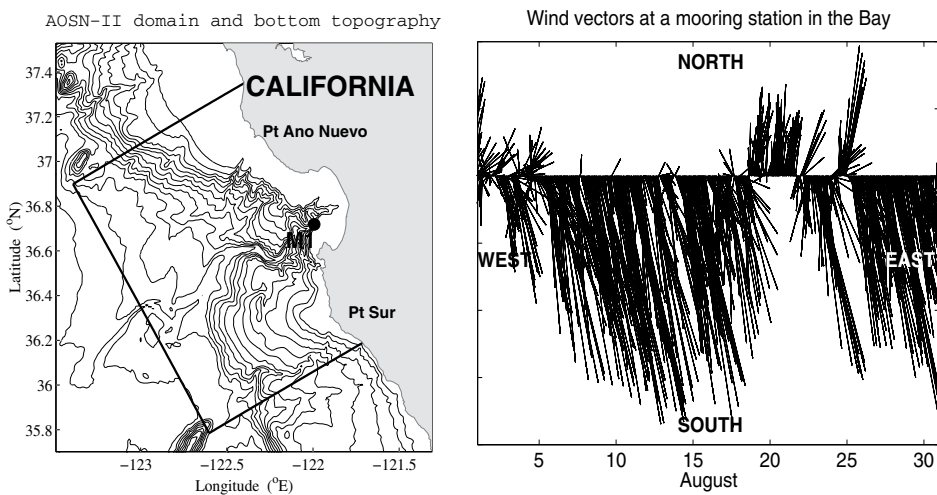 AOSN-II domain and bottom topography
37.4
37.2
37
36.8
36.6
36.4
36.2
36
35.8
Latitude (°N)
CALIFORNIA
Pt Ano Nuevo
M1
Pt Sur
−123
−122.5
−122
−121.5
Longitude (°E)
Wind vectors at a mooring station in the Bay
NORTH
WEST
EAST
SOUTH
5
10
15
20
25
30
August